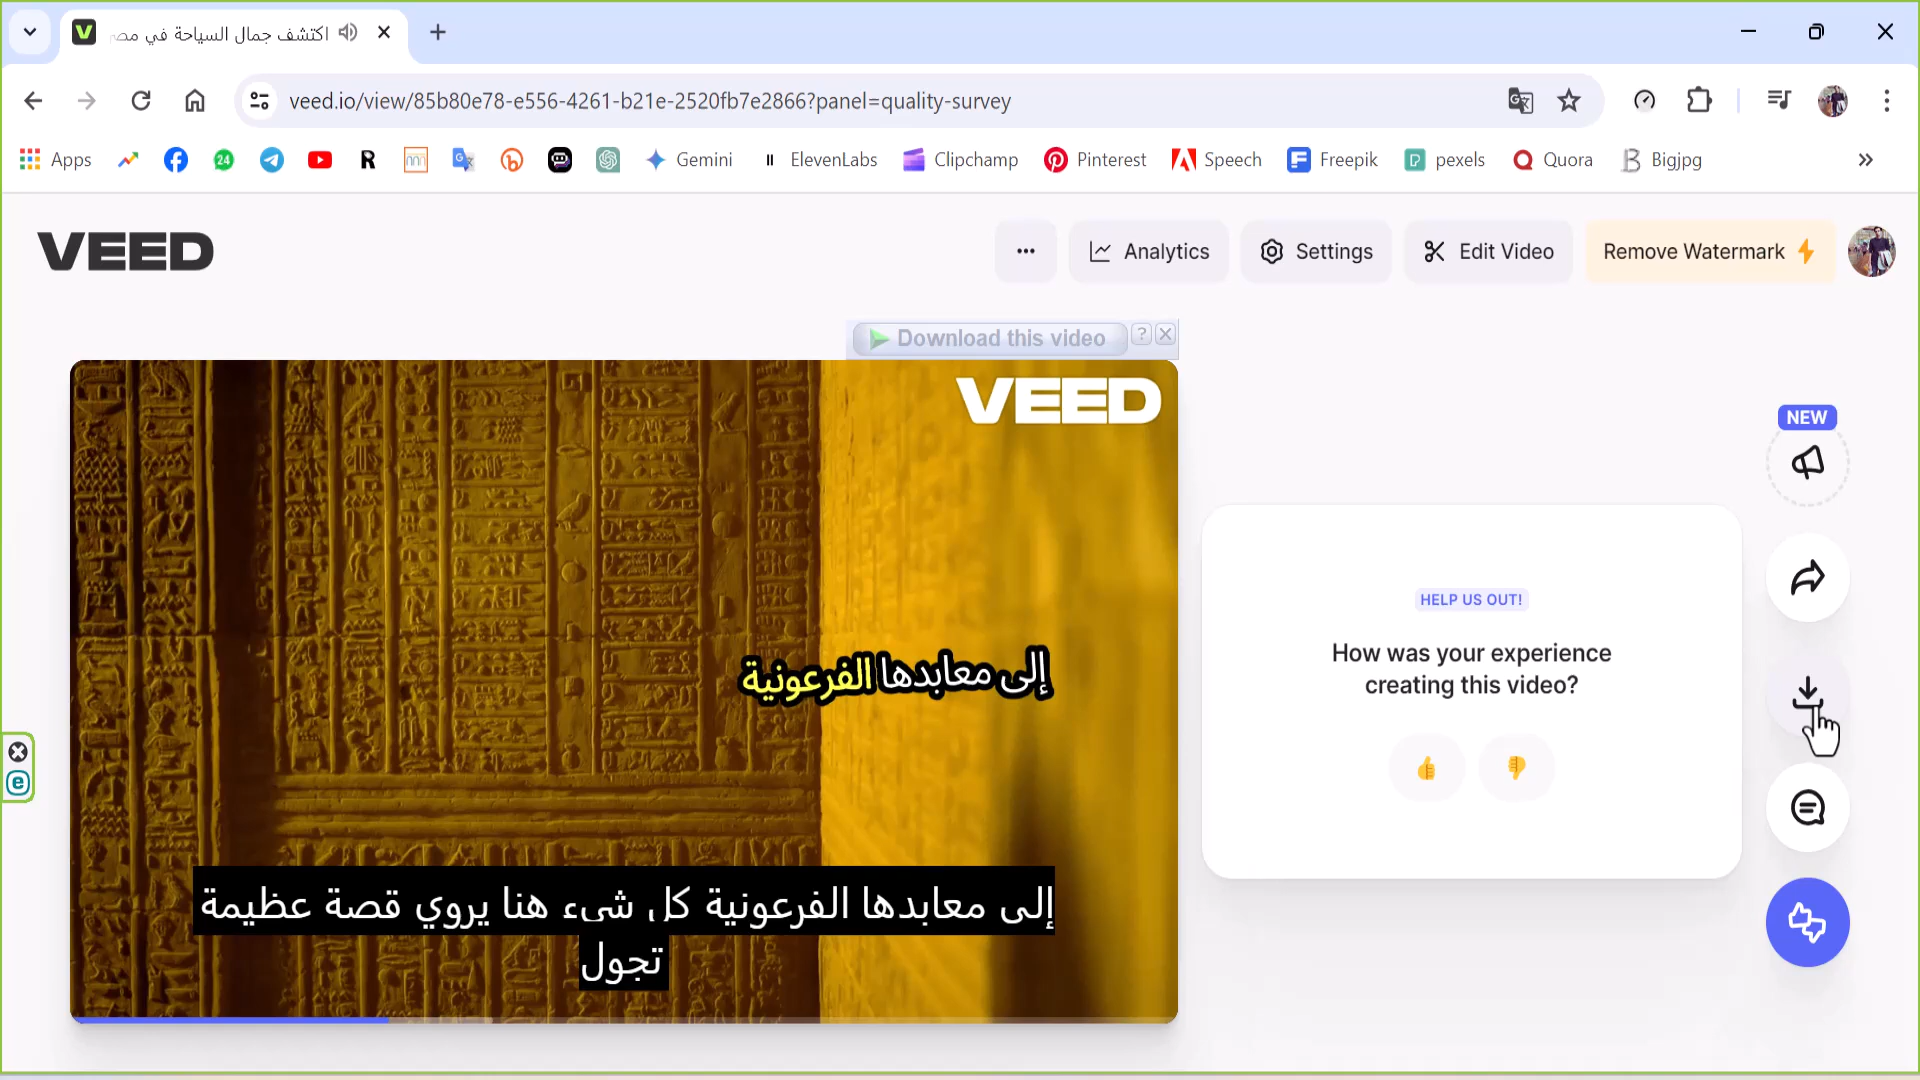 اكتشف جمال السياحة في مصر
veed.io/view/85b80e78-e556-4261-b21e-2520fb7e2866?panel=quality-survey
Apps
24
Gemini
ElevenLabs
Clipchamp
Pinterest
Speech
Freepik
pexels
Quora
Bigjpg
VEED
Analytics
Settings
Edit Video
Remove Watermark
Download this video
VEED
إلى معابدها الفرعونية
إلى معابدها الفرعونية كل شيء هنا يروي قصة عظيمة
تجول
HELP US OUT!
How was your experience
creating this video?
NEW